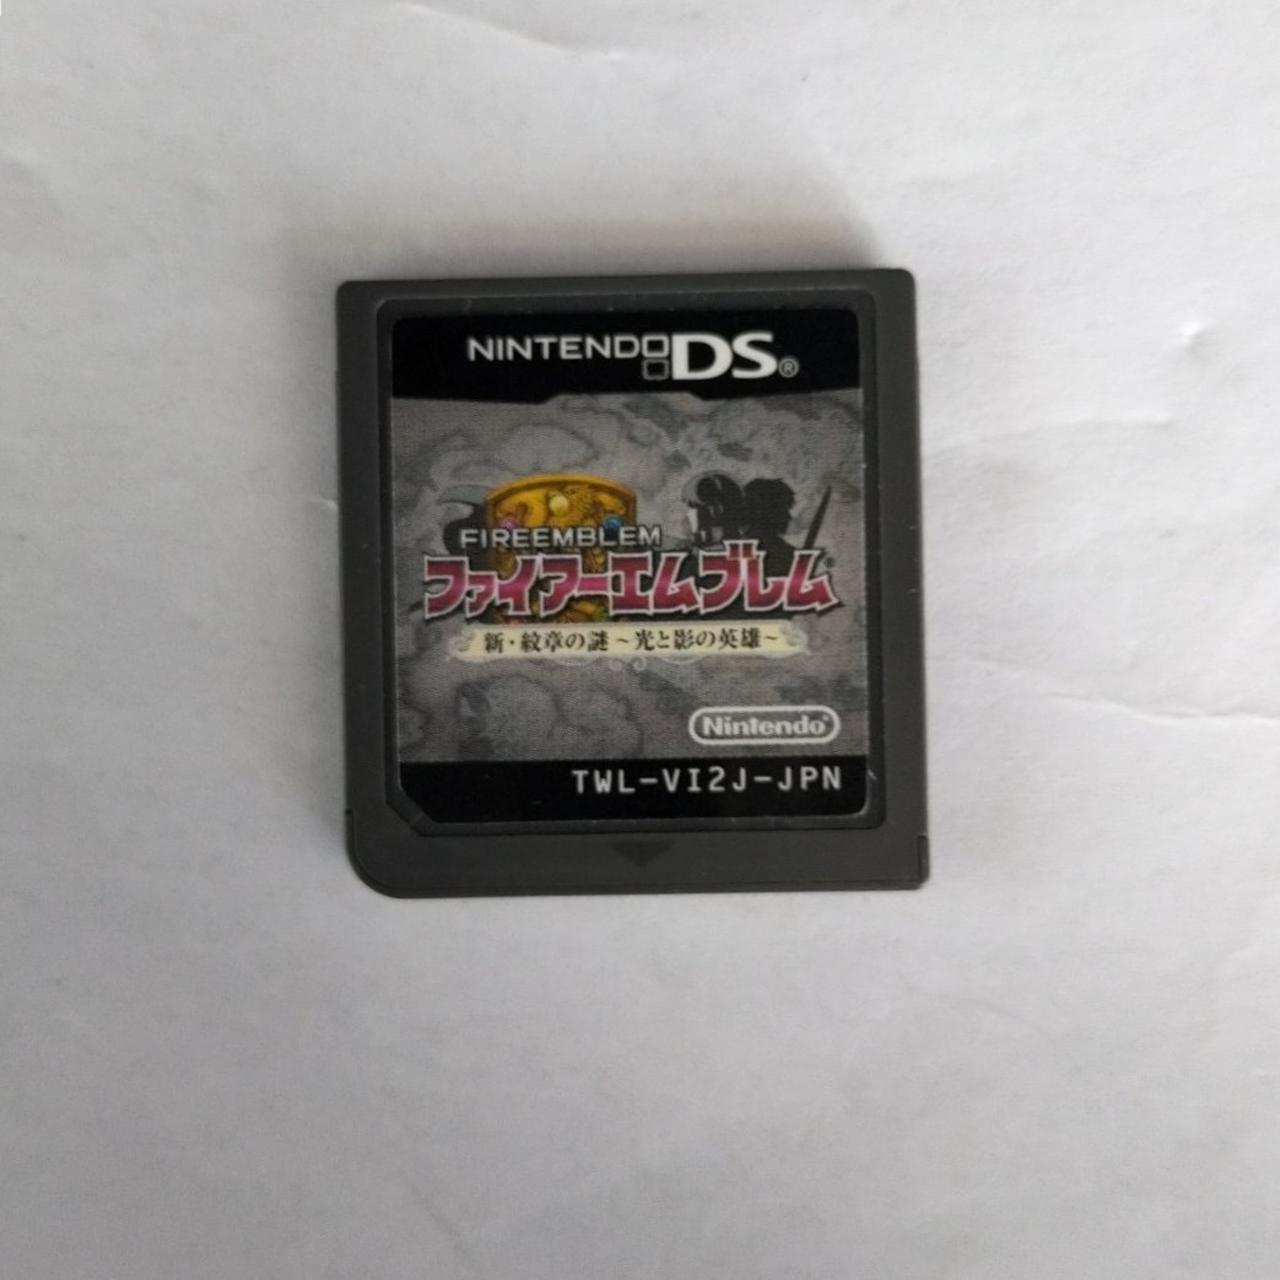 NINTENDO DS®
FIREEMBLEM
ファイアーエムブレム®
新・紋章の謎～光と影の英雄～
Nintendo®
TWL-VI2J-JPN